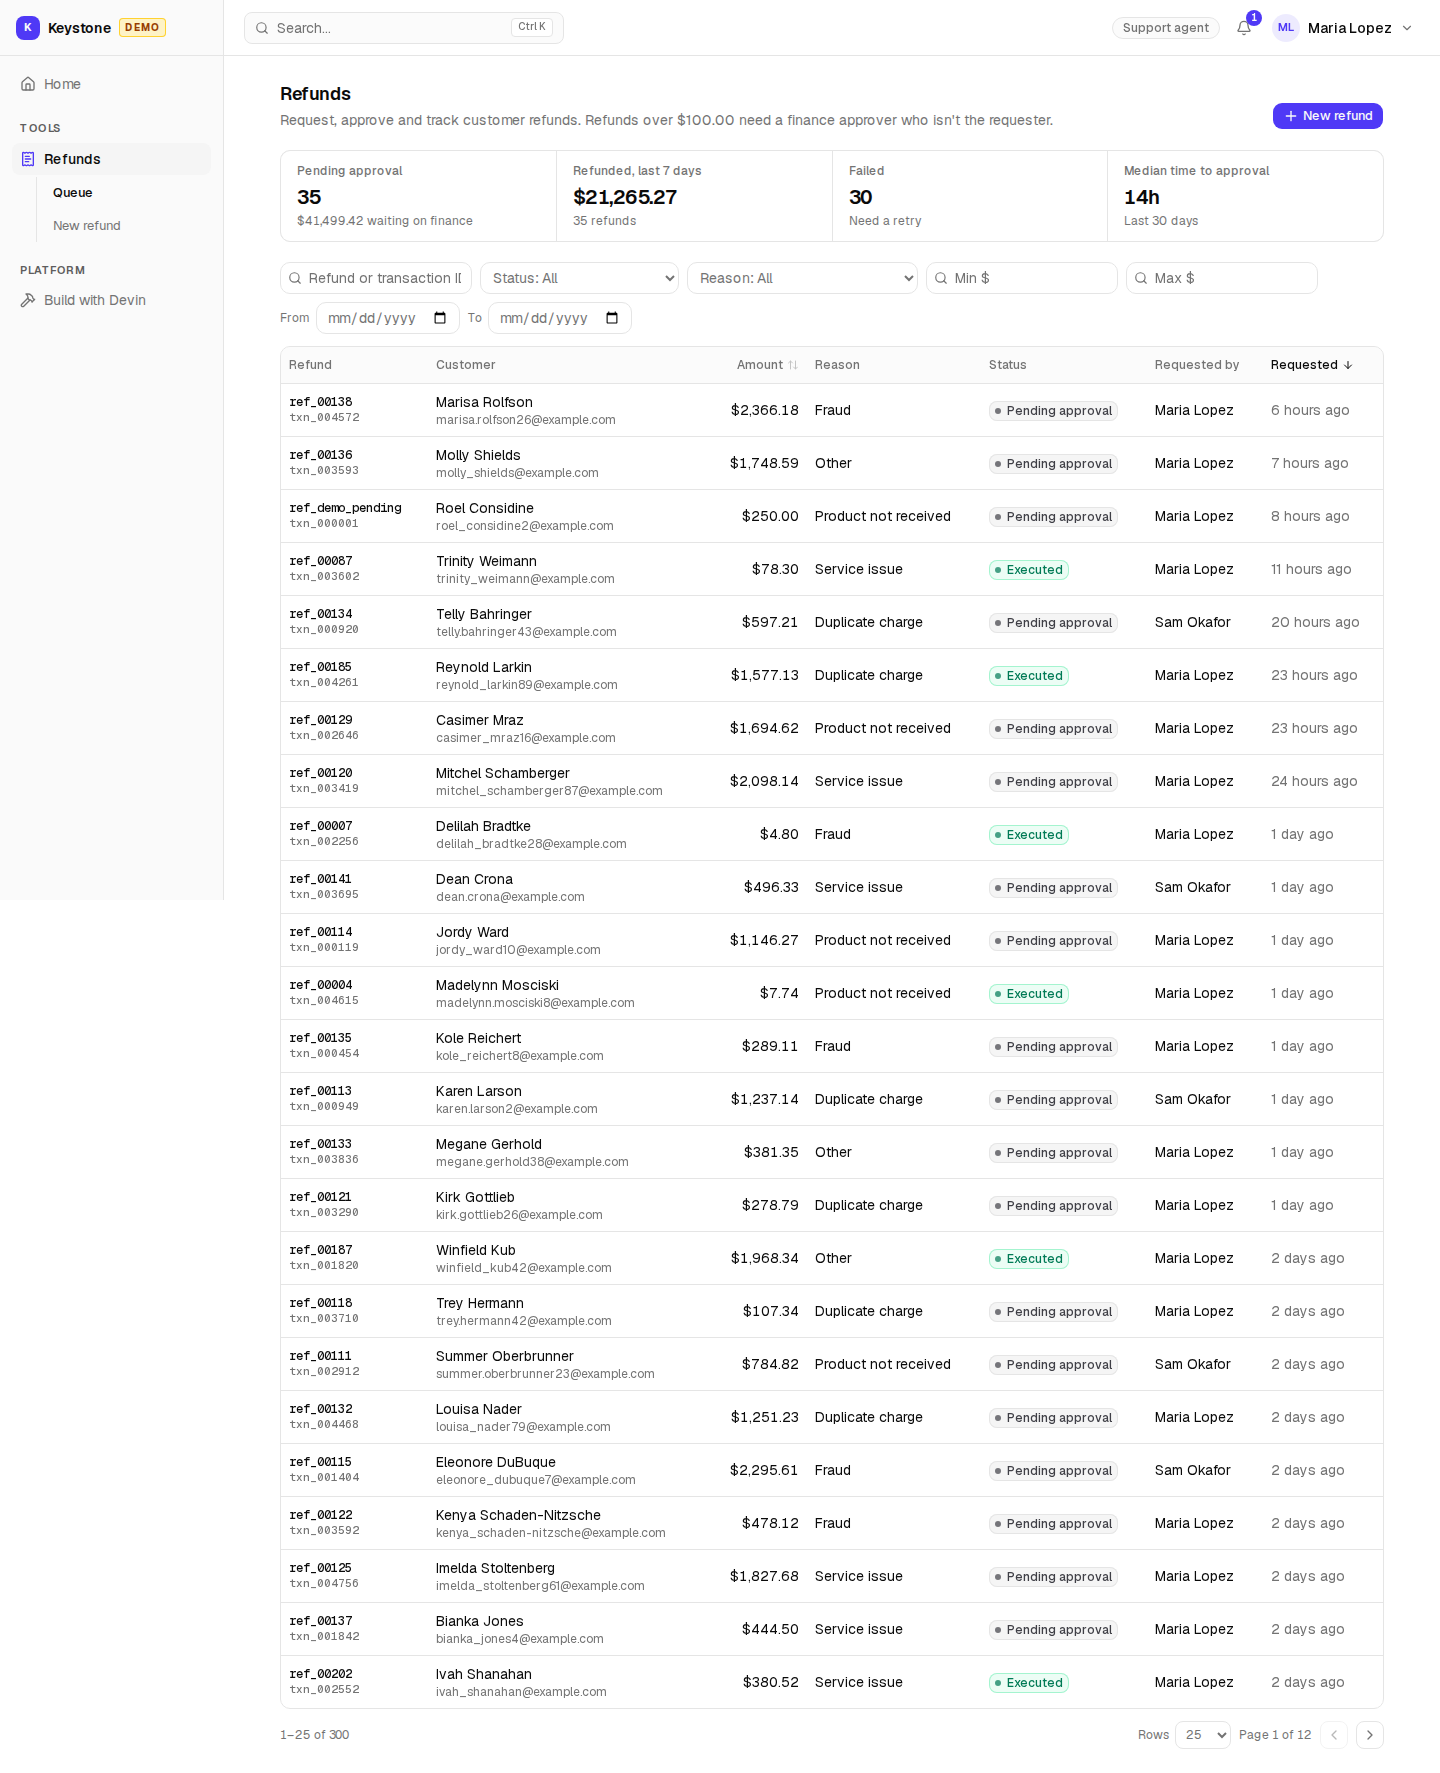 K Keystone DEMO
Search... Ctrl K
Support agent 1 ML Maria Lopez
Home
TOOLS
Refunds
Queue
New refund
PLATFORM
Build with Devin
Refunds
Request, approve and track customer refunds. Refunds over $100.00 need a finance approver who isn't the requester.
New refund
Pending approval
35
$41,499.42 waiting on finance
Refunded, last 7 days
$21,265.27
35 refunds
Failed
30
Need a retry
Median time to approval
14h
Last 30 days
Refund or transaction ID Status: All Reason: All Min $ Max $
From mm/dd/yyyy To mm/dd/yyyy
Refund Customer Amount Reason Status Requested by Requested
ref_00138 Marisa Rolfson $2,366.18 Fraud Pending approval Maria Lopez 6 hours ago
txn_004572 marisa.rolfson26@example.com
ref_00136 Molly Shields $1,748.59 Other Pending approval Maria Lopez 7 hours ago
txn_003593 molly_shields@example.com
ref_demo_pending Roel Considine $250.00 Product not received Pending approval Maria Lopez 8 hours ago
txn_000001 roel_considine2@example.com
ref_00087 Trinity Weimann $78.30 Service issue Executed Maria Lopez 11 hours ago
txn_003602 trinity_weimann@example.com
ref_00134 Telly Bahringer $597.21 Duplicate charge Pending approval Sam Okafor 20 hours ago
txn_000920 telly.bahringer43@example.com
ref_00185 Reynold Larkin $1,577.13 Duplicate charge Executed Maria Lopez 23 hours ago
txn_004261 reynold_larkin89@example.com
ref_00129 Casimer Mraz $1,694.62 Product not received Pending approval Maria Lopez 23 hours ago
txn_002646 casimer_mraz16@example.com
ref_00120 Mitchel Schamberger $2,098.14 Service issue Pending approval Maria Lopez 24 hours ago
txn_003419 mitchel_schamberger87@example.com
ref_00007 Delilah Bradtke $4.80 Fraud Executed Maria Lopez 1 day ago
txn_002256 delilah_bradtke28@example.com
ref_00141 Dean Crona $496.33 Service issue Pending approval Sam Okafor 1 day ago
txn_003695 dean.crona@example.com
ref_00114 Jordy Ward $1,146.27 Product not received Pending approval Maria Lopez 1 day ago
txn_000119 jordy_ward10@example.com
ref_00004 Madelynn Mosciski $7.74 Product not received Executed Maria Lopez 1 day ago
txn_004615 madelynn.mosciski8@example.com
ref_00135 Kole Reichert $289.11 Fraud Pending approval Maria Lopez 1 day ago
txn_000454 kole_reichert8@example.com
ref_00113 Karen Larson $1,237.14 Duplicate charge Pending approval Sam Okafor 1 day ago
txn_000949 karen.larson2@example.com
ref_00133 Megane Gerhold $381.35 Other Pending approval Maria Lopez 1 day ago
txn_003836 megane.gerhold38@example.com
ref_00121 Kirk Gottlieb $278.79 Duplicate charge Pending approval Maria Lopez 1 day ago
txn_003290 kirk.gottlieb26@example.com
ref_00187 Winfield Kub $1,968.34 Other Executed Maria Lopez 2 days ago
txn_001820 winfield_kub42@example.com
ref_00118 Trey Hermann $107.34 Duplicate charge Pending approval Maria Lopez 2 days ago
txn_003710 trey.hermann42@example.com
ref_00111 Summer Oberbrunner $784.82 Product not received Pending approval Sam Okafor 2 days ago
txn_002912 summer.oberbrunner23@example.com
ref_00132 Louisa Nader $1,251.23 Duplicate charge Pending approval Maria Lopez 2 days ago
txn_004468 louisa_nader79@example.com
ref_00115 Eleonore DuBuque $2,295.61 Fraud Pending approval Sam Okafor 2 days ago
txn_001404 eleonore_dubuque7@example.com
ref_00122 Kenya Schaden-Nitzsche $478.12 Fraud Pending approval Maria Lopez 2 days ago
txn_003592 kenya_schaden-nitzsche@example.com
ref_00125 Imelda Stoltenberg $1,827.68 Service issue Pending approval Maria Lopez 2 days ago
txn_004756 imelda_stoltenberg61@example.com
ref_00137 Bianka Jones $444.50 Service issue Pending approval Maria Lopez 2 days ago
txn_001842 bianka_jones4@example.com
ref_00202 Ivah Shanahan $380.52 Service issue Executed Maria Lopez 2 days ago
txn_002552 ivah_shanahan@example.com
1–25 of 300 Rows 25 Page 1 of 12